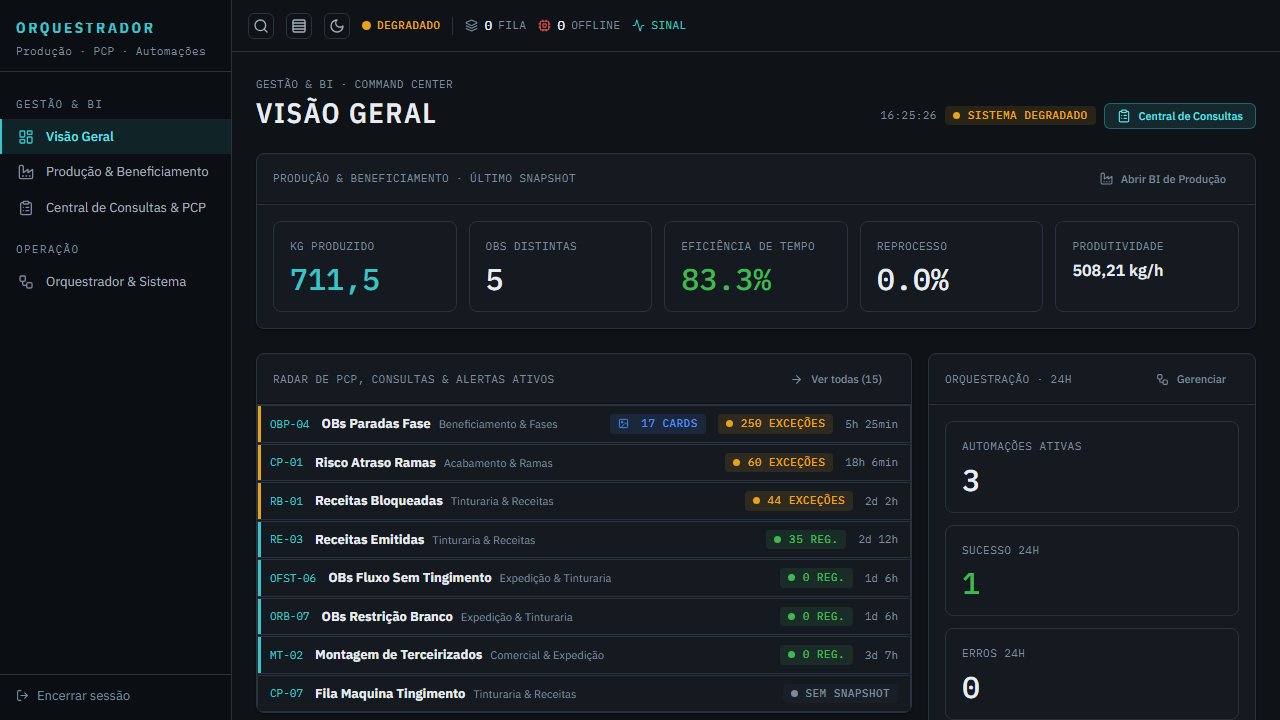 ORQUESTRADOR
Produção · PCP · Automações
GESTÃO & BI
Visão Geral
Produção & Beneficiamento
Central de Consultas & PCP
OPERAÇÃO
Orquestrador & Sistema
Encerrar sessão
DEGRADADO
0 FILA
0 OFFLINE
SINAL
GESTÃO & BI · COMMAND CENTER
VISÃO GERAL
16:25:26
SISTEMA DEGRADADO
Central de Consultas
PRODUÇÃO & BENEFICIAMENTO · ÚLTIMO SNAPSHOT
Abrir BI de Produção
KG PRODUZIDO
711,5
OBS DISTINTAS
5
EFICIÊNCIA DE TEMPO
83.3%
REPROCESSO
0.0%
PRODUTIVIDADE
508,21 kg/h
RADAR DE PCP, CONSULTAS & ALERTAS ATIVOS
Ver todas (15)
OBP-04 OBs Paradas Fase Beneficiamento & Fases 17 CARDS 250 EXCEÇÕES 5h 25min
CP-01 Risco Atraso Ramas Acabamento & Ramas 60 EXCEÇÕES 18h 6min
RB-01 Receitas Bloqueadas Tinturaria & Receitas 44 EXCEÇÕES 2d 2h
RE-03 Receitas Emitidas Tinturaria & Receitas 35 REG. 2d 12h
OFST-06 OBs Fluxo Sem Tingimento Expedição & Tinturaria 0 REG. 1d 6h
ORB-07 OBs Restrição Branco Expedição & Tinturaria 0 REG. 1d 6h
MT-02 Montagem de Terceirizados Comercial & Expedição 0 REG. 3d 7h
CP-07 Fila Maquina Tingimento Tinturaria & Receitas SEM SNAPSHOT
ORQUESTRAÇÃO · 24H
Gerenciar
AUTOMAÇÕES ATIVAS
3
SUCESSO 24H
1
ERROS 24H
0